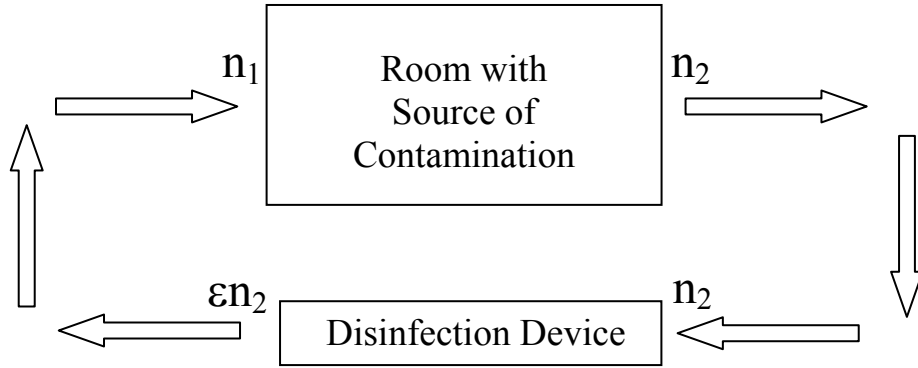 n₁
Room with
Source of
Contamination
n₂
εn₂
Disinfection Device
n₂